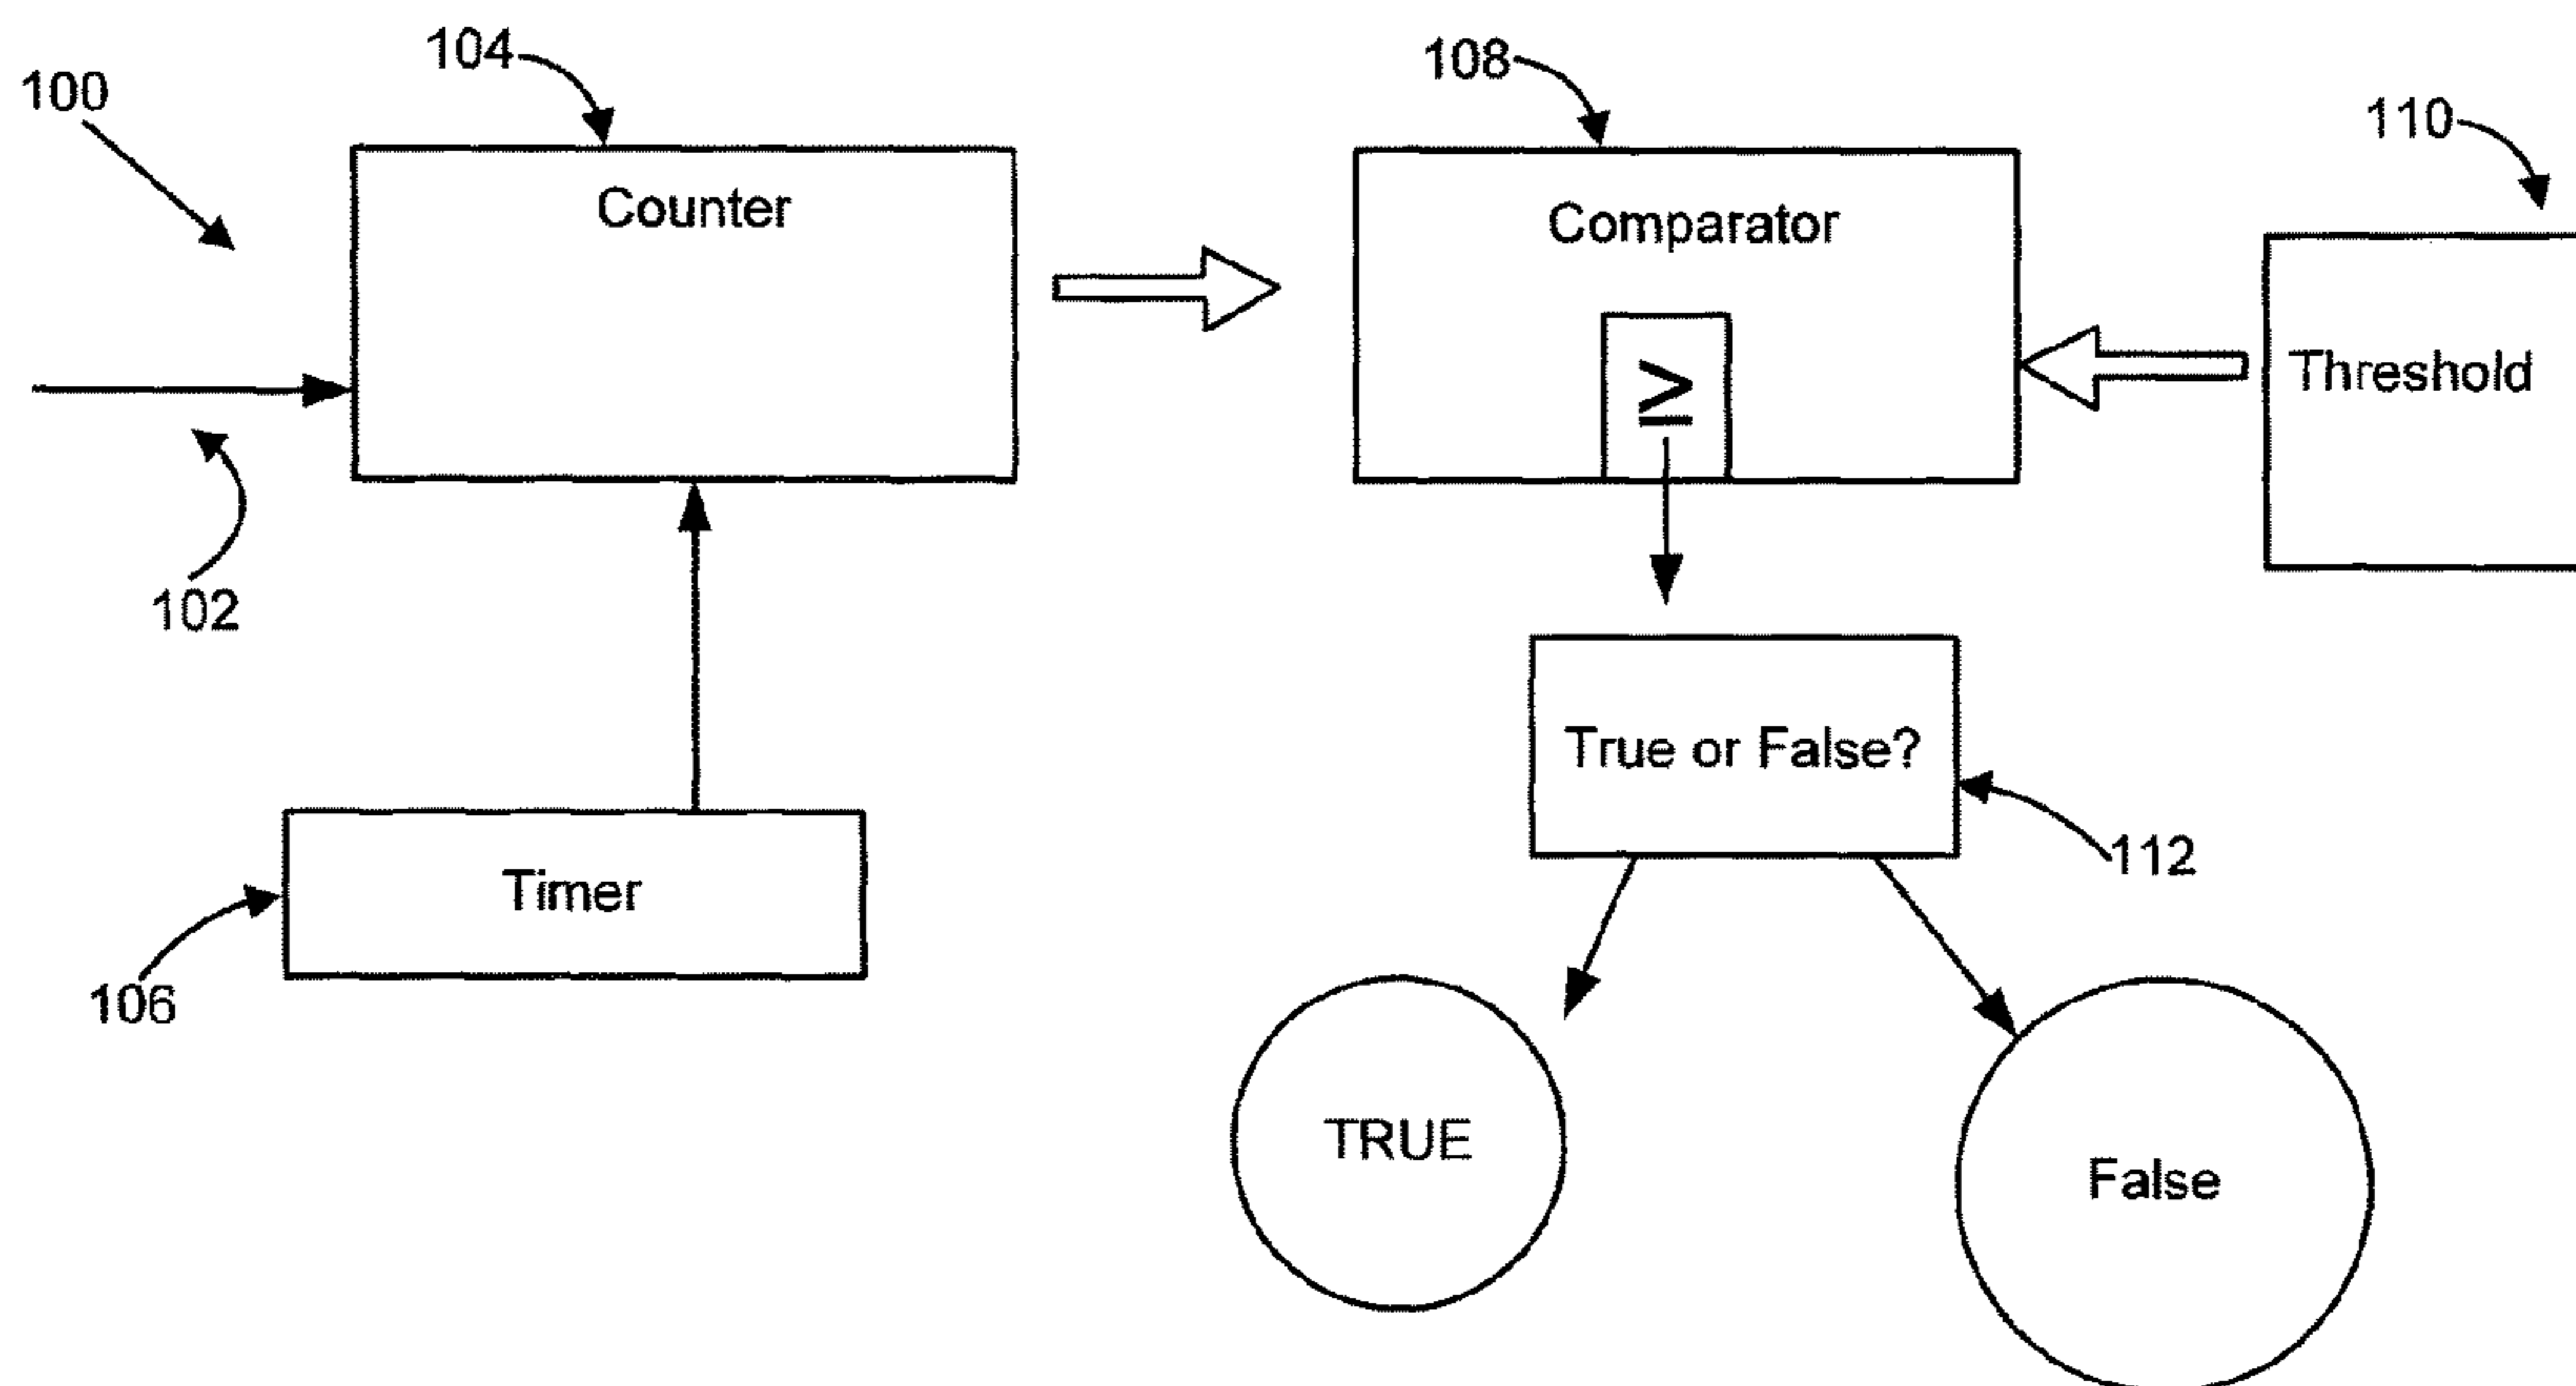 104
108
100
110
Counter
Comparator
≥
Threshold
102
True or False?
112
Timer
106
TRUE
False